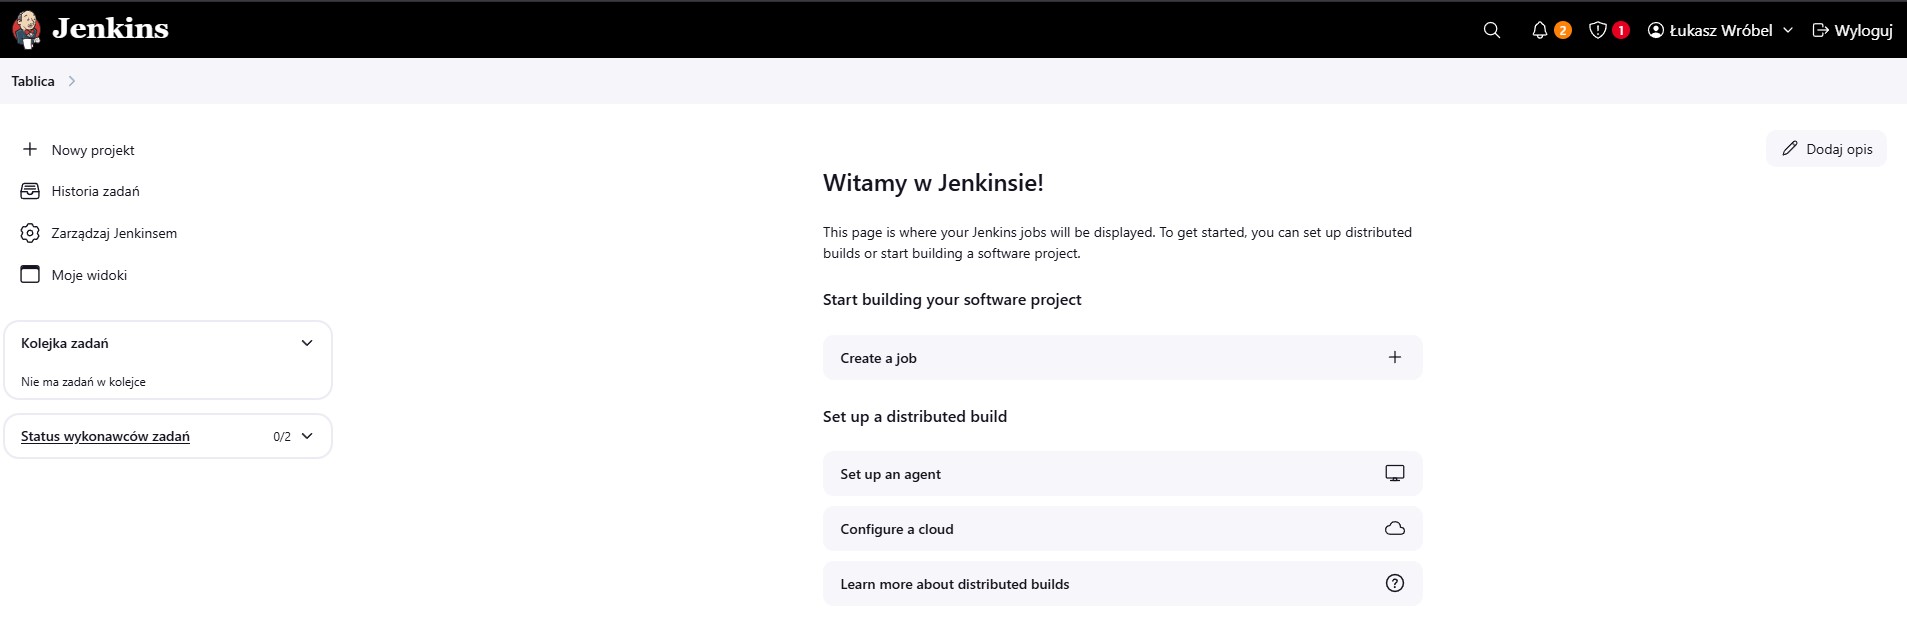 Jenkins
2
1
Łukasz Wróbel
Wyloguj
Tablica
Nowy projekt
Historia zadań
Zarządzaj Jenkinsem
Moje widoki
Kolejka zadań
Nie ma zadań w kolejce
Status wykonawców zadań
0/2
Dodaj opis
Witamy w Jenkinsie!
This page is where your Jenkins jobs will be displayed. To get started, you can set up distributed
builds or start building a software project.
Start building your software project
Create a job
Set up a distributed build
Set up an agent
Configure a cloud
Learn more about distributed builds